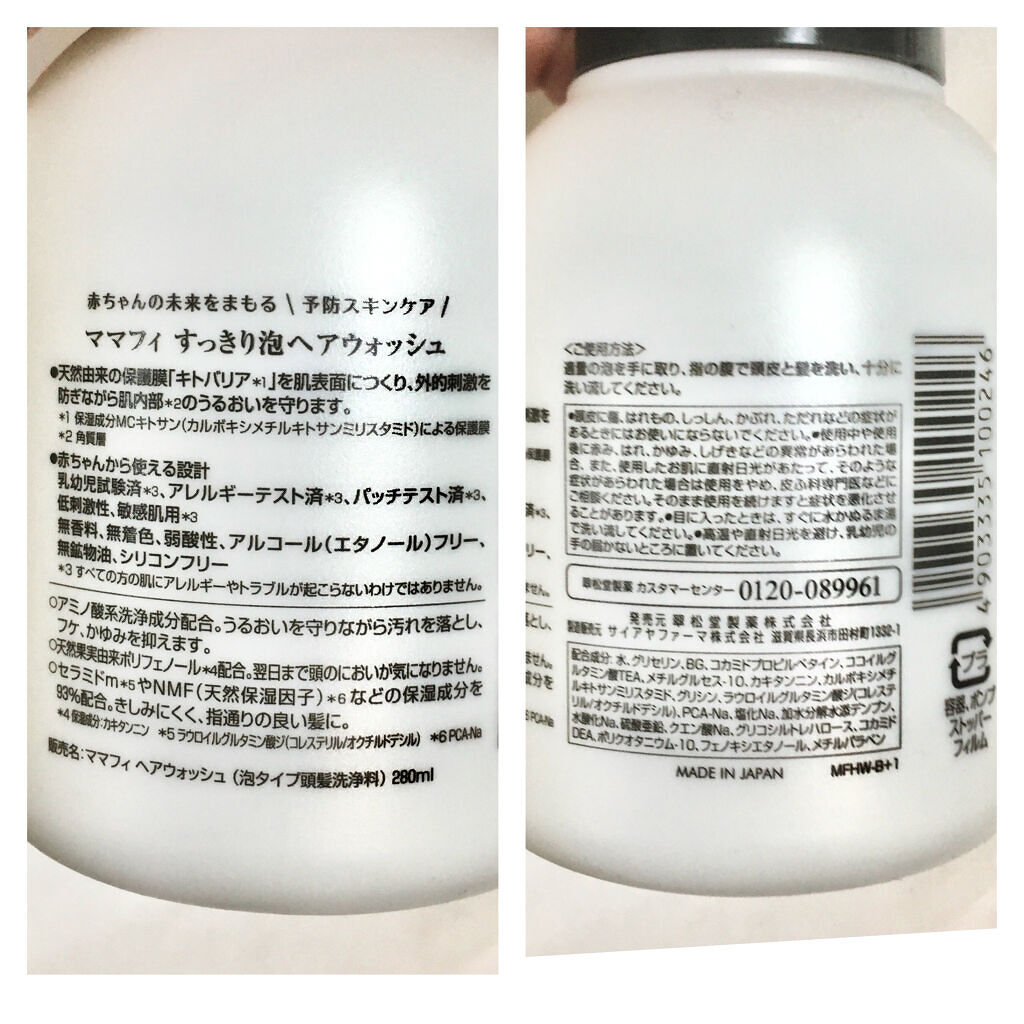 赤ちゃんの未来をまもる \ 予防スキンケア /
ママフィ すっきり泡ヘアウォッシュ
●天然由来の保護膜「キトバリア*1」を肌表面につくり、外的刺激を
防ぎながら肌内部*2のうるおいを守ります。
*1 保湿成分MCキトサン(カルボキシメチルキトサンミリスタミド)による保護膜
*2 角質層
●赤ちゃんから使える設計
乳幼児試験済*3、アレルギーテスト済*3、パッチテスト済*3、
低刺激性、敏感肌用*3
無香料、無着色、弱酸性、アルコール(エタノール)フリー、
無鉱物油、シリコンフリー
*3 すべての方の肌にアレルギーやトラブルが起こらないわけではありません。
○アミノ酸系洗浄成分配合。うるおいを守りながら汚れを落とし、
フケ、かゆみを抑えます。
○天然果実由来ポリフェノール*4配合。翌日まで頭のにおいが気になりません。
○セラミドm*5やNMF(天然保湿因子)*6などの保湿成分を
93%配合。きしみにくく、指通りの良い髪に。
*4 保湿成分:カキタンニン *5 ラウロイルグルタミン酸ジ(コレステリル/オクチルドデシル) *6 PCA-Na
販売名:ママフィ ヘアウォッシュ (泡タイプ頭髪洗浄料) 280ml
<ご使用方法>
適量の泡を手に取り、指の腹で頭皮と髪を洗い、十分に
洗い流してください。
●頭皮に傷、はれもの、しっしん、かぶれ、ただれなどの症状が
あるときにはお使いにならないでください。●使用中や使用
後に赤み、はれ、かゆみ、しげきなどの異常があらわれた場
合、また、使用したお肌に直射日光があたって、そのような
症状があらわれた場合は使用をやめ、皮ふ科専門医などに
ご相談ください。そのまま使用を続けますと症状を悪化させ
ることがあります。●目に入ったときは、すぐに水かぬるま湯
で洗い流してください。●高温や直射日光を避け、乳幼児の
手の届かないところに置いてください。
翠松堂製薬 カスタマーセンター 0120-089961
発売元 翠松堂製薬株式会社
製造販売元 サイアヤファーマ株式会社 滋賀県長浜市田村町1332-1
配合成分:水、グリセリン、BG、コカミドプロピルベタイン、ココイルグ
ルタミン酸TEA、メチルグルセス-10、カキタンニン、カルボキシメチ
ルキトサンミリスタミド、グリシン、ラウロイルグルタミン酸ジ(コレステ
リル/オクチルドデシル)、PCA-Na、塩化Na、加水分解水添デンプン、
水酸化Na、硫酸亜鉛、クエン酸Na、グリコシルトレハロース、コカミド
DEA、ポリクオタニウム-10、フェノキシエタノール、メチルパラベン
MADE IN JAPAN MFHW-B+1
4 903335 100246
プラ
容器、ポンプ
ストッパー
フィルム